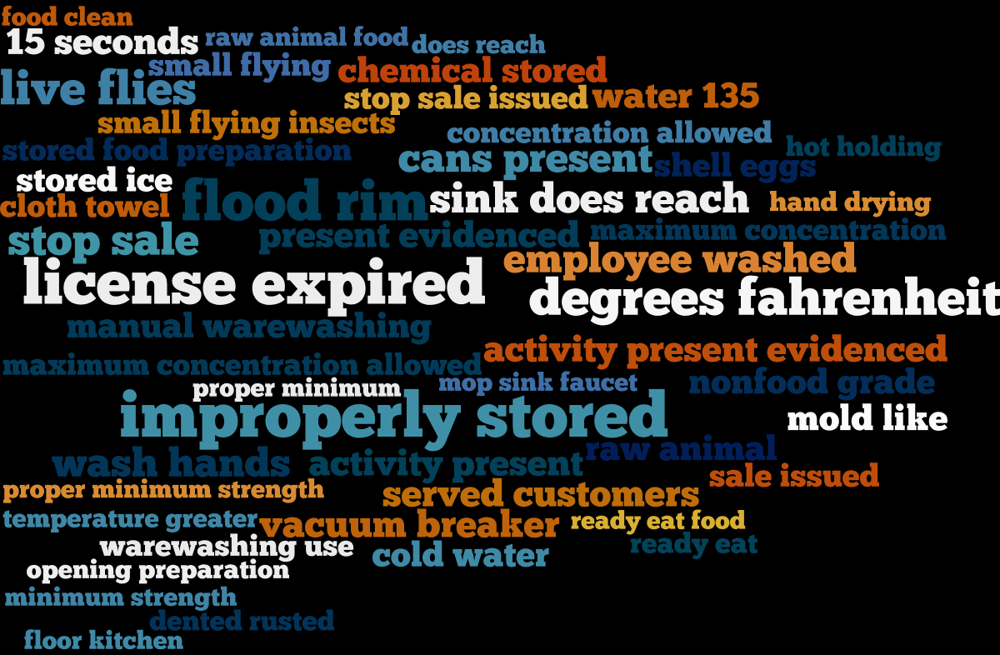 food clean
15 seconds
raw animal food
does reach
small flying
chemical stored
live flies
stop sale issued
water 135
small flying insects
concentration allowed
stored food preparation
cans present
shell eggs
hot holding
stored ice
cloth towel
flood rim
sink does reach
hand drying
stop sale
present evidenced
maximum concentration
employee washed
license expired
degrees fahrenheit
manual warewashing
activity present evidenced
maximum concentration allowed
proper minimum
mop sink faucet
nonfood grade
improperly stored
mold like
wash hands
activity present
raw animal
sale issued
proper minimum strength
served customers
temperature greater
vacuum breaker
ready eat food
warewashing use
cold water
ready eat
opening preparation
minimum strength
dented rusted
floor kitchen